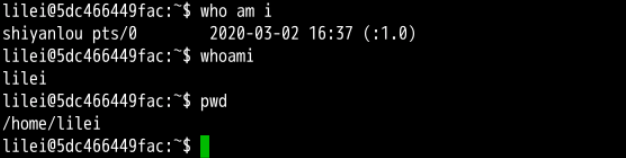 lilei@5dc466449fac:~$ who am i
shiyanlou pts/0        2020-03-02 16:37 (:1.0)
lilei@5dc466449fac:~$ whoami
lilei
lilei@5dc466449fac:~$ pwd
/home/lilei
lilei@5dc466449fac:~$